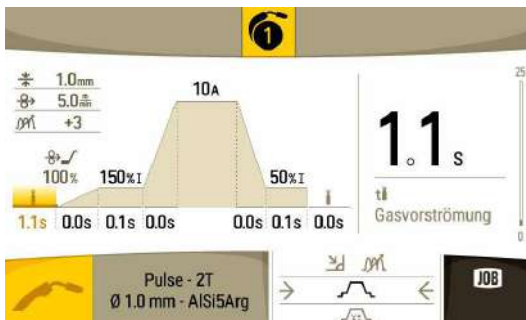 1
1.0mm
5.0 m/min
+3
100%
150%I
10A
50%I
1.1s 0.0s 0.1s 0.0s 0.0s 0.1s 0.0s
1.1 s
t
Gasvorströmung
25
0
Pulse - 2T
Ø 1.0 mm - AlSi5Arg
JOB